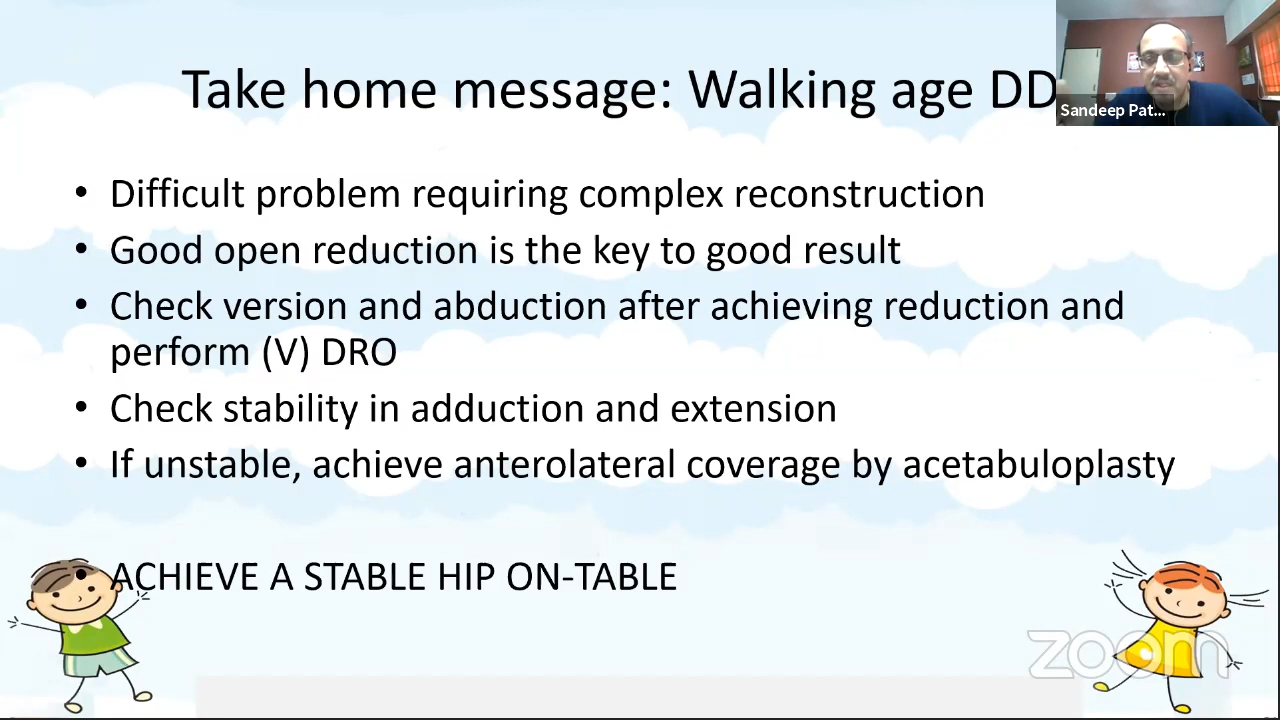 Take home message: Walking age DD
Sandeep Pat...
• Difficult problem requiring complex reconstruction
• Good open reduction is the key to good result
• Check version and abduction after achieving reduction and
perform (V) DRO
• Check stability in adduction and extension
• If unstable, achieve anterolateral coverage by acetabuloplasty
• ACHIEVE A STABLE HIP ON-TABLE
zoom